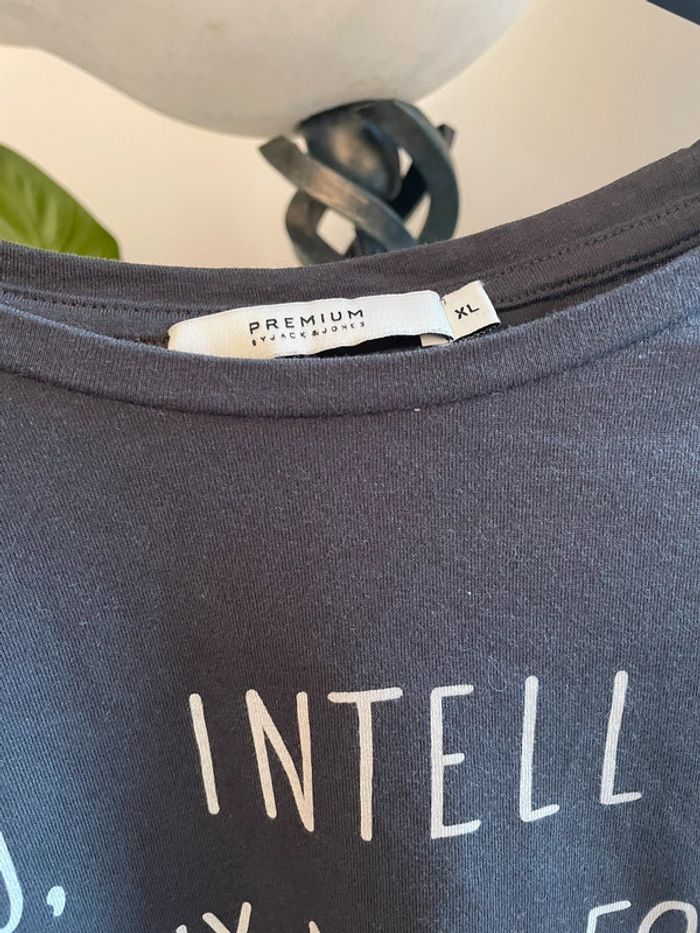 PREMIUM
BY JACK & JONES
XL
INTELL